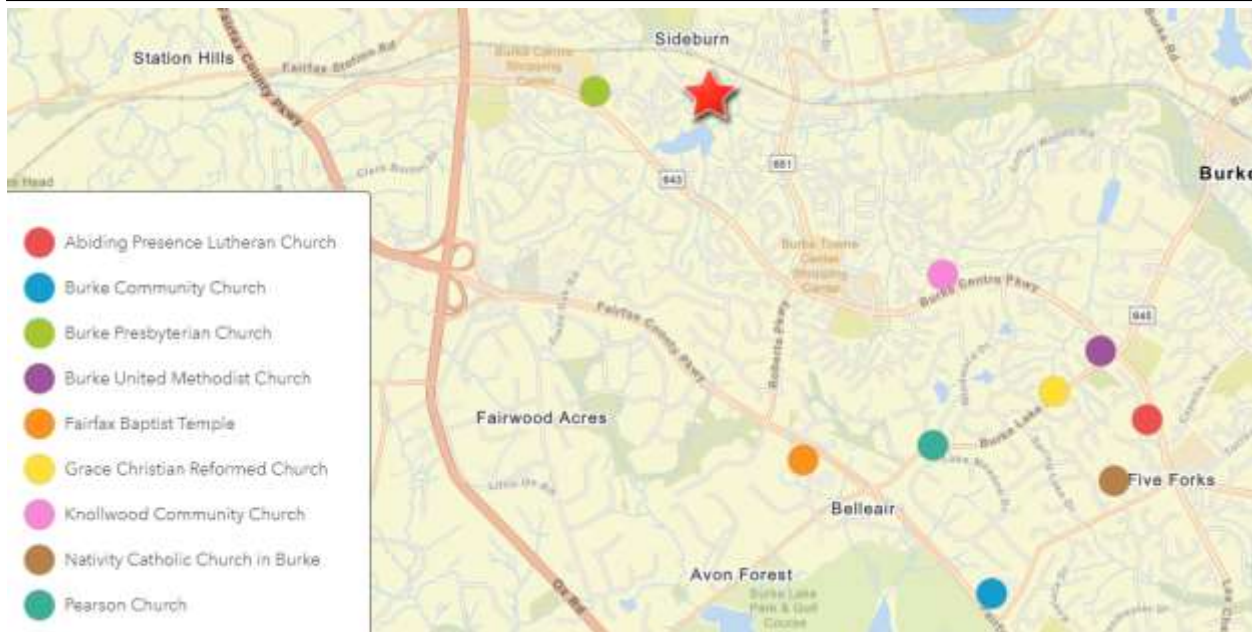 Sideburn
Station Hills
Fairfax Station Rd
Burke Centre
Shopping
Center
Fairfax County Pkwy
Burke Rd
643
651
Burke
Burke Towne
Center
Shopping
Center
Burke Centre Pkwy
645
Fairfax County Pkwy
Roberts Pkwy
Fairwood Acres
Burke Lake
Five Forks
Belleair
Avon Forest
Burke Lake
Park & Golf
Course
Ox Rd
Abiding Presence Lutheran Church
Burke Community Church
Burke Presbyterian Church
Burke United Methodist Church
Fairfax Baptist Temple
Grace Christian Reformed Church
Knollwood Community Church
Nativity Catholic Church in Burke
Pearson Church